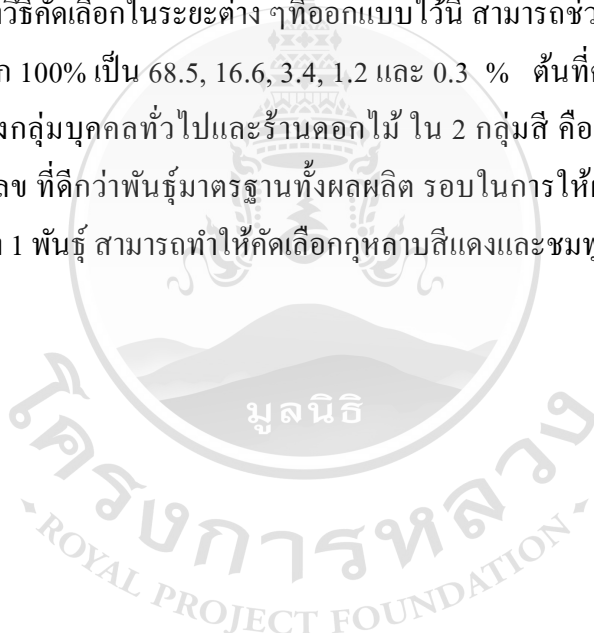 วิธีคัดเลือกในระยะต่าง ๆที่ออกแบบไว้นี้ สามารถช่ว
100% เป็น 68.5, 16.6, 3.4, 1.2 และ 0.3 % ต้นที่
กลุ่มบุคคลทั่วไปและร้านดอกไม้ ใน 2 กลุ่มสี คือ
ลข ที่ดีกว่าพันธุ์มาตรฐานทั้งผลผลิต รอบในการให้
1 พันธุ์ สามารถทำให้คัดเลือกกุหลาบสีแดงและชมพ
มูลนิธิ
โครงการหลวง
ROYAL PROJECT FOUNDATION